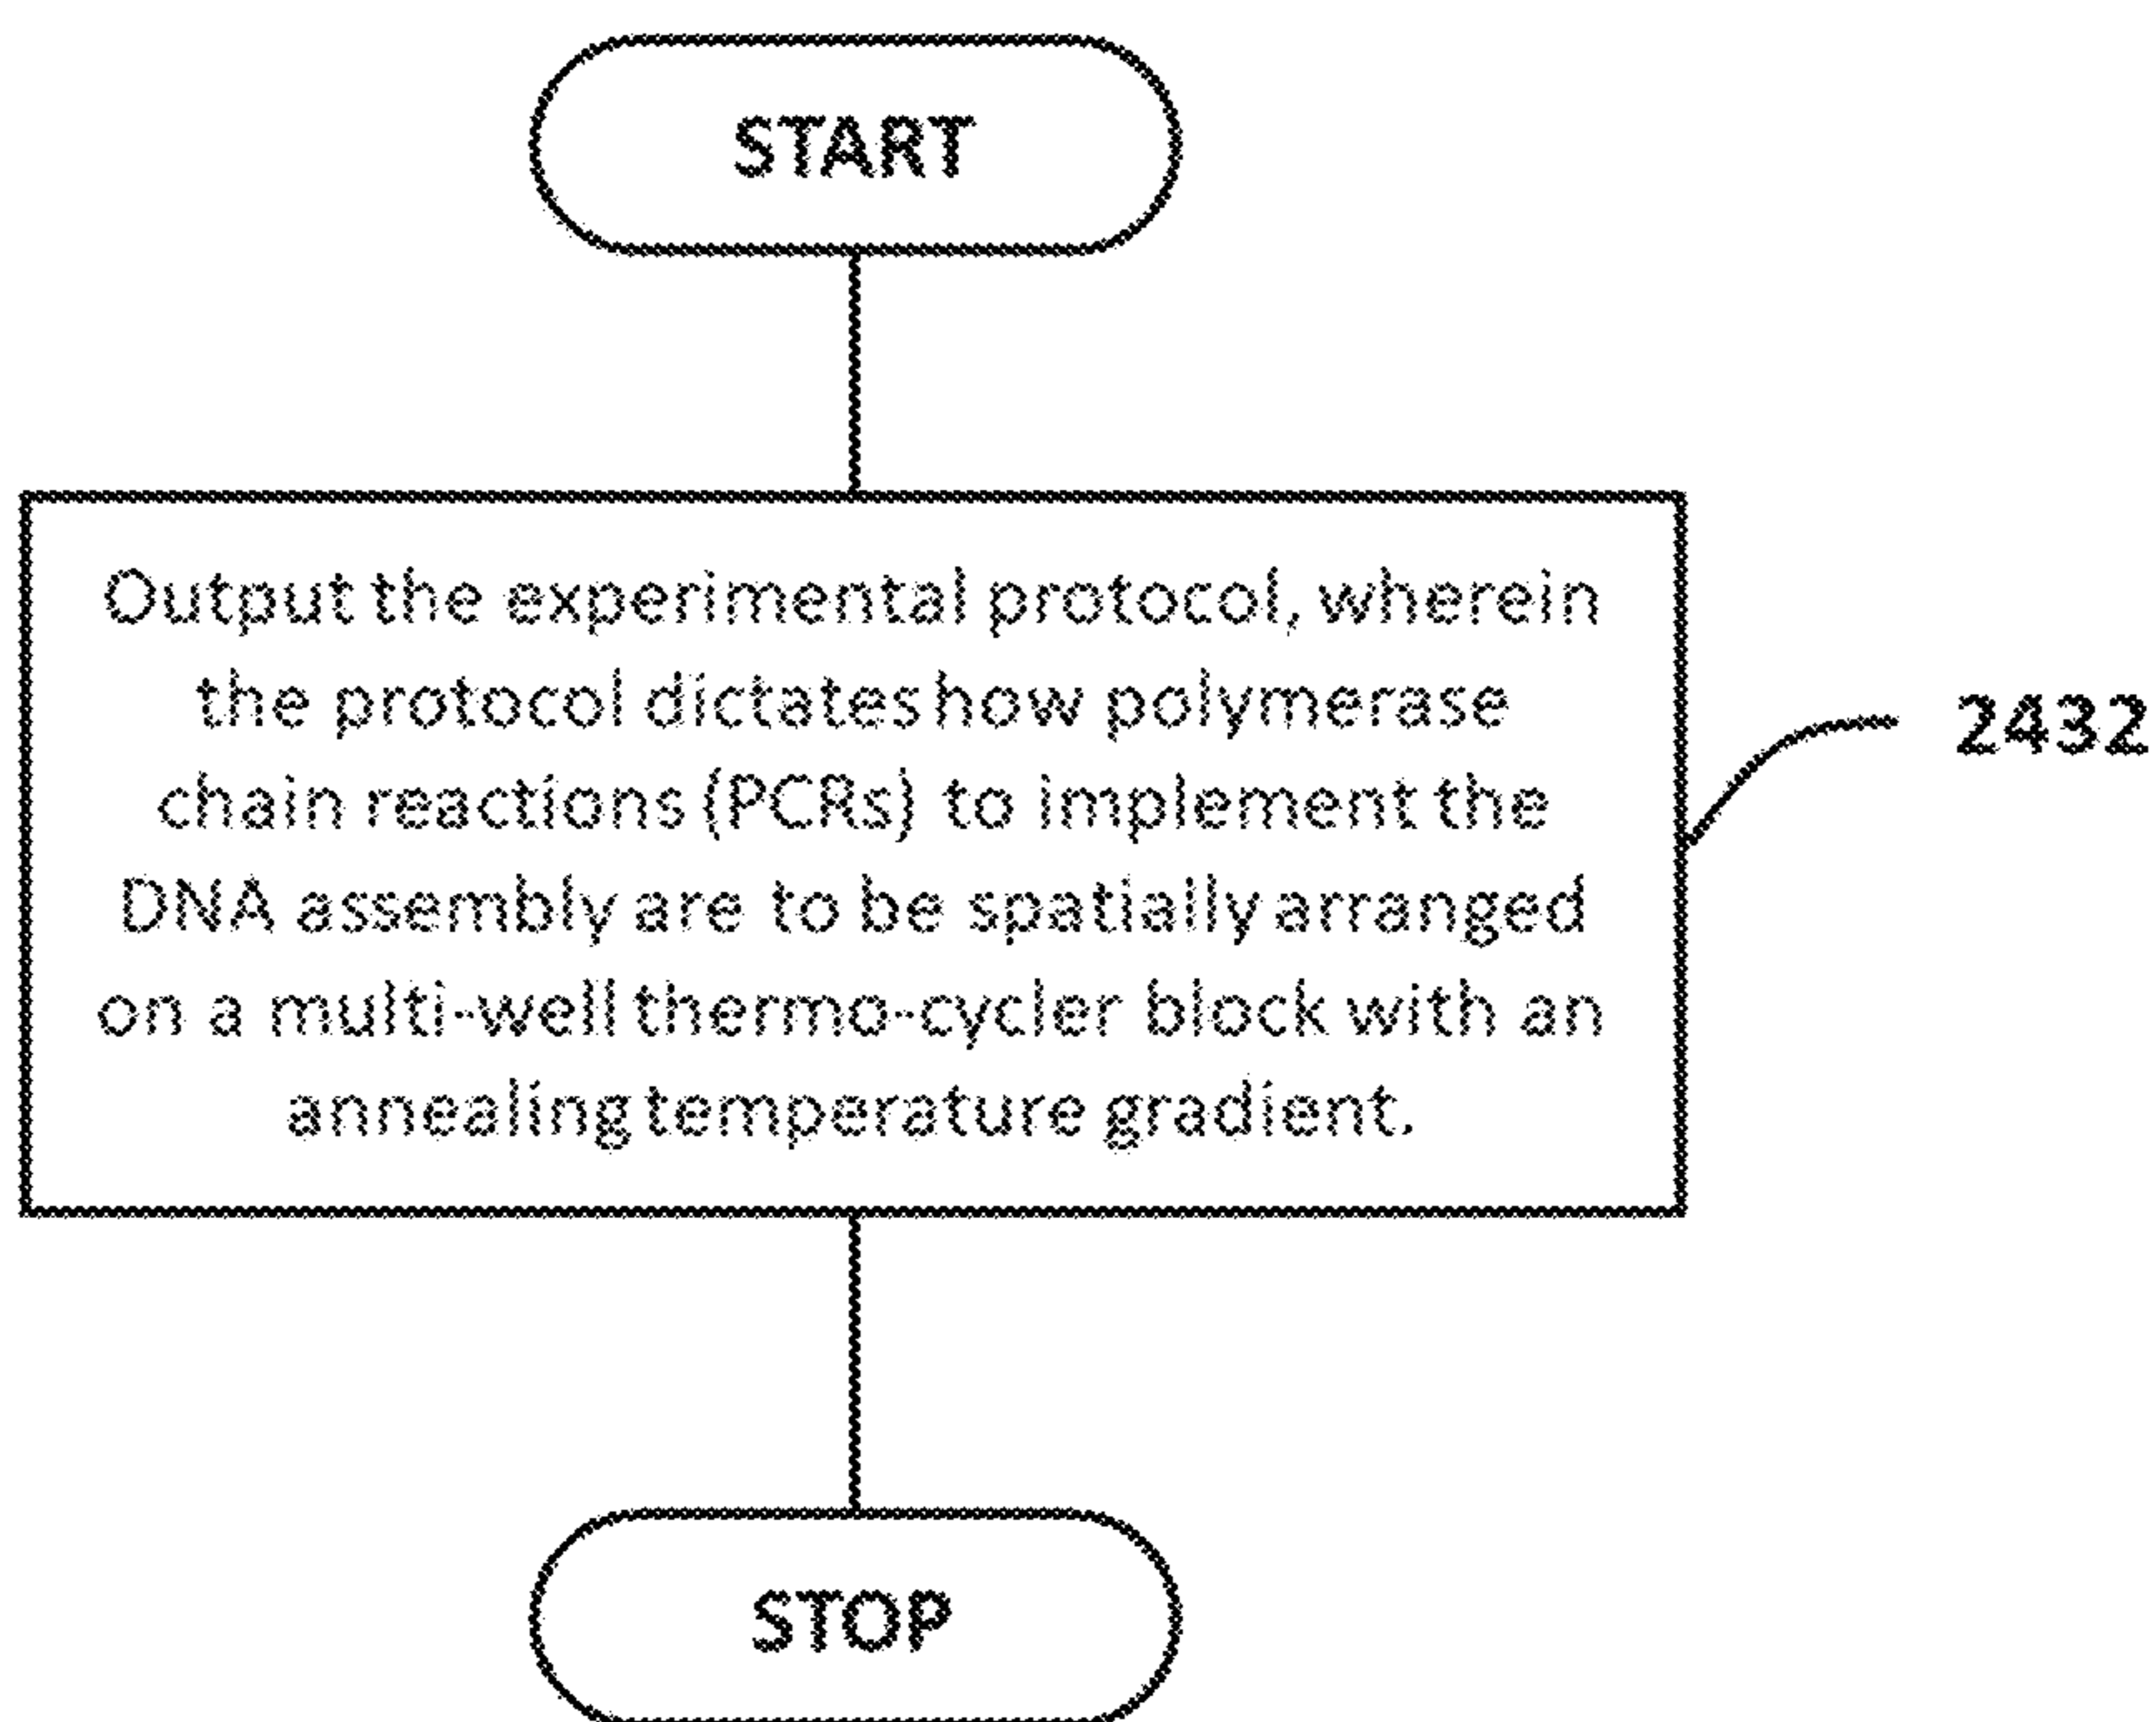 START
Output the experimental protocol, wherein
the protocol dictates how polymerase
chain reactions (PCRs) to implement the
DNA assembly are to be spatially arranged
on a multi-well thermo-cycler block with an
annealing temperature gradient.
2432
STOP